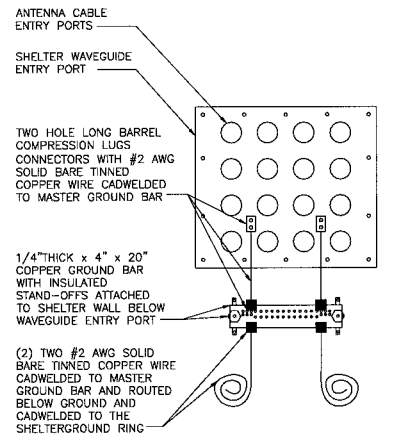 ANTENNA CABLE
ENTRY PORTS
SHELTER WAVEGUIDE
ENTRY PORT
TWO HOLE LONG BARREL
COMPRESSION LUGS
CONNECTORS WITH #2 AWG
SOLID BARE TINNED
COPPER WIRE CADWELDED
TO MASTER GROUND BAR
1/4"THICK x 4" x 20"
COPPER GROUND BAR
WITH INSULATED
STAND-OFFS ATTACHED
TO SHELTER WALL BELOW
WAVEGUIDE ENTRY PORT
(2) TWO #2 AWG SOLID
BARE TINNED COPPER WIRE
CADWELDED TO MASTER
GROUND BAR AND ROUTED
BELOW GROUND AND
CADWELDED TO THE
SHELTERGROUND RING